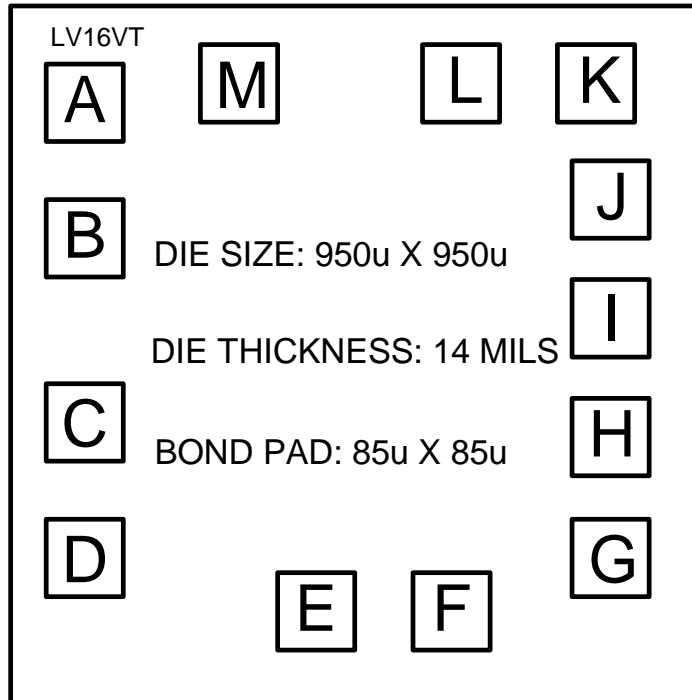 LV16VT
A
M
L
K
J
B
DIE SIZE: 950u X 950u
I
DIE THICKNESS: 14 MILS
C
H
BOND PAD: 85u X 85u
D
G
E
F